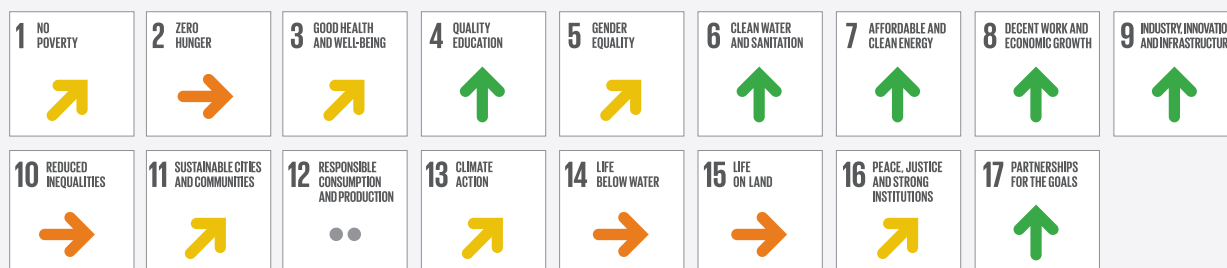 1 NO
POVERTY
2 ZERO
HUNGER
3 GOOD HEALTH
AND WELL-BEING
4 QUALITY
EDUCATION
5 GENDER
EQUALITY
6 CLEAN WATER
AND SANITATION
7 AFFORDABLE AND
CLEAN ENERGY
8 DECENT WORK AND
ECONOMIC GROWTH
9 INDUSTRY, INNOVATIO
AND INFRASTRUCTUR
10 REDUCED
INEQUALITIES
11 SUSTAINABLE CITIES
AND COMMUNITIES
12 RESPONSIBLE
CONSUMPTION
AND PRODUCTION
13 CLIMATE
ACTION
14 LIFE
BELOW WATER
15 LIFE
ON LAND
16 PEACE, JUSTICE
AND STRONG
INSTITUTIONS
17 PARTNERSHIPS
FOR THE GOALS